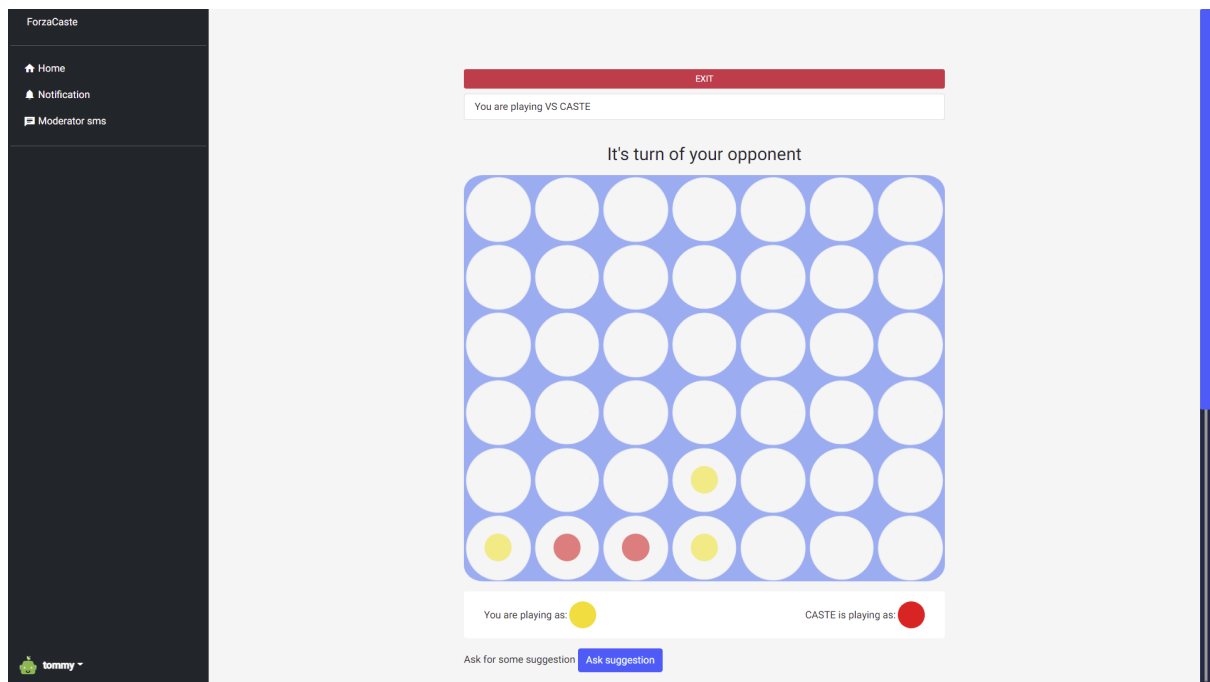 ForzaCaste
Home
Notification
Moderator sms
EXIT
You are playing VS CASTE
It's turn of your opponent
You are playing as:
CASTE is playing as:
Ask for some suggestion Ask suggestion
tommy